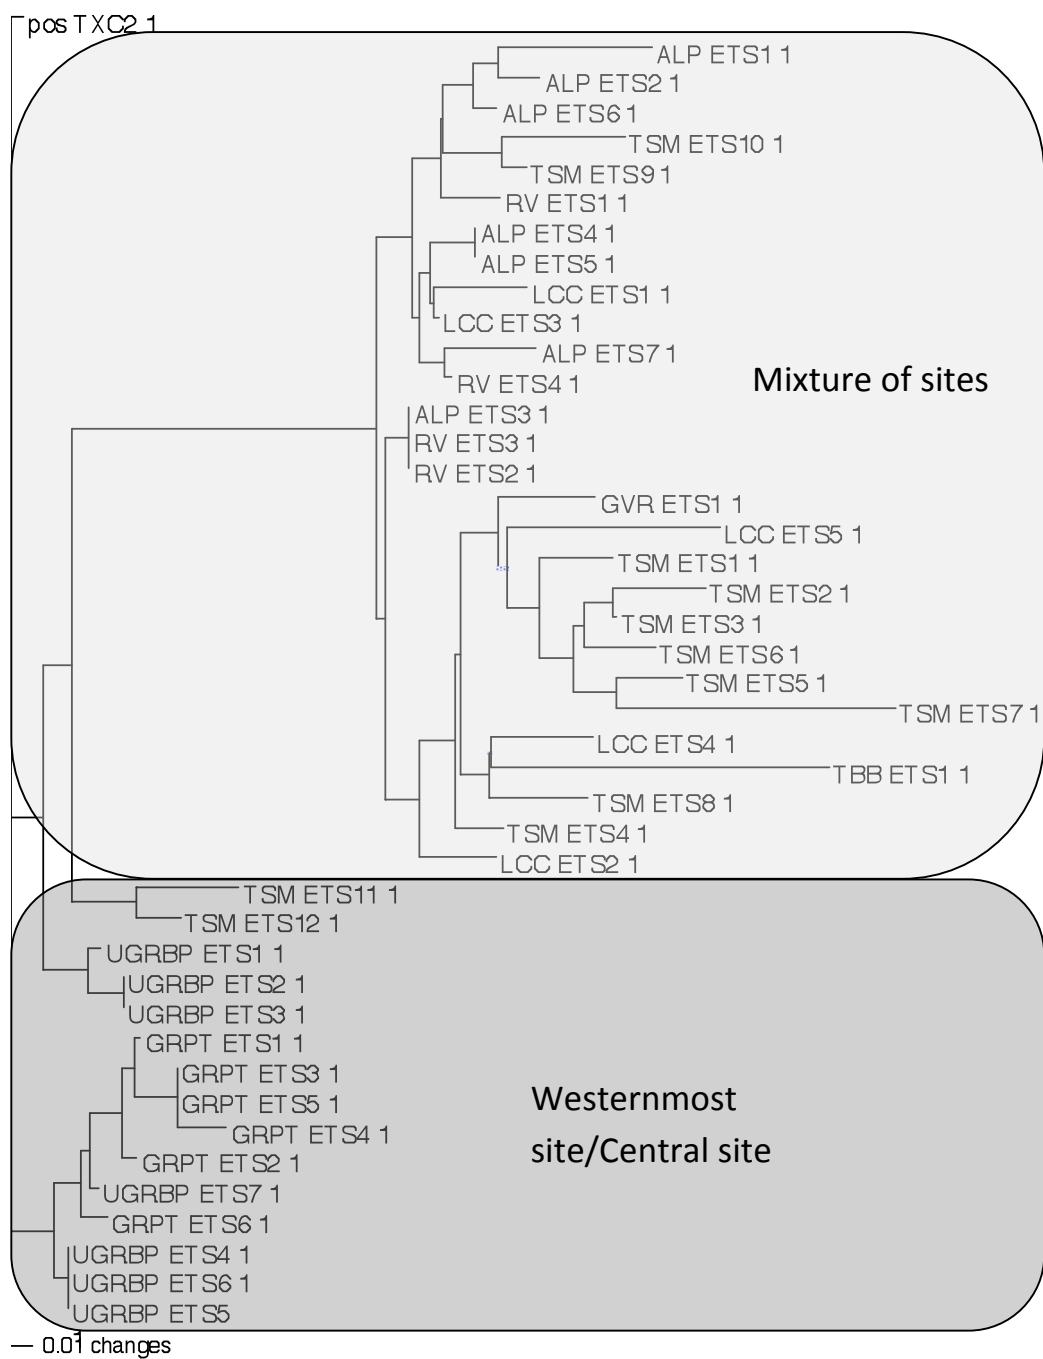 pos TXC2 1
ALP ETS1 1
ALP ETS2 1
ALP ETS6 1
TSM ETS10 1
TSM ETS9 1
RV ETS1 1
ALP ETS4 1
ALP ETS5 1
LCC ETS1 1
LCC ETS3 1
ALP ETS7 1
RV ETS4 1
Mixture of sites
ALP ETS3 1
RV ETS3 1
RV ETS2 1
GVR ETS1 1
LCC ETS5 1
TSM ETS1 1
TSM ETS2 1
TSM ETS3 1
TSM ETS6 1
TSM ETS5 1
TSM ETS7 1
LCC ETS4 1
TBB ETS1 1
TSM ETS8 1
TSM ETS4 1
LCC ETS2 1
TSM ETS11 1
TSM ETS12 1
UGRBP ETS1 1
UGRBP ETS2 1
UGRBP ETS3 1
GRPT ETS1 1
GRPT ETS3 1
GRPT ETS5 1
GRPT ETS4 1
GRPT ETS2 1
UGRBP ETS7 1
GRPT ETS6 1
UGRBP ETS4 1
UGRBP ETS6 1
UGRBP ETS5
Westernmost
site/Central site
0.01 changes